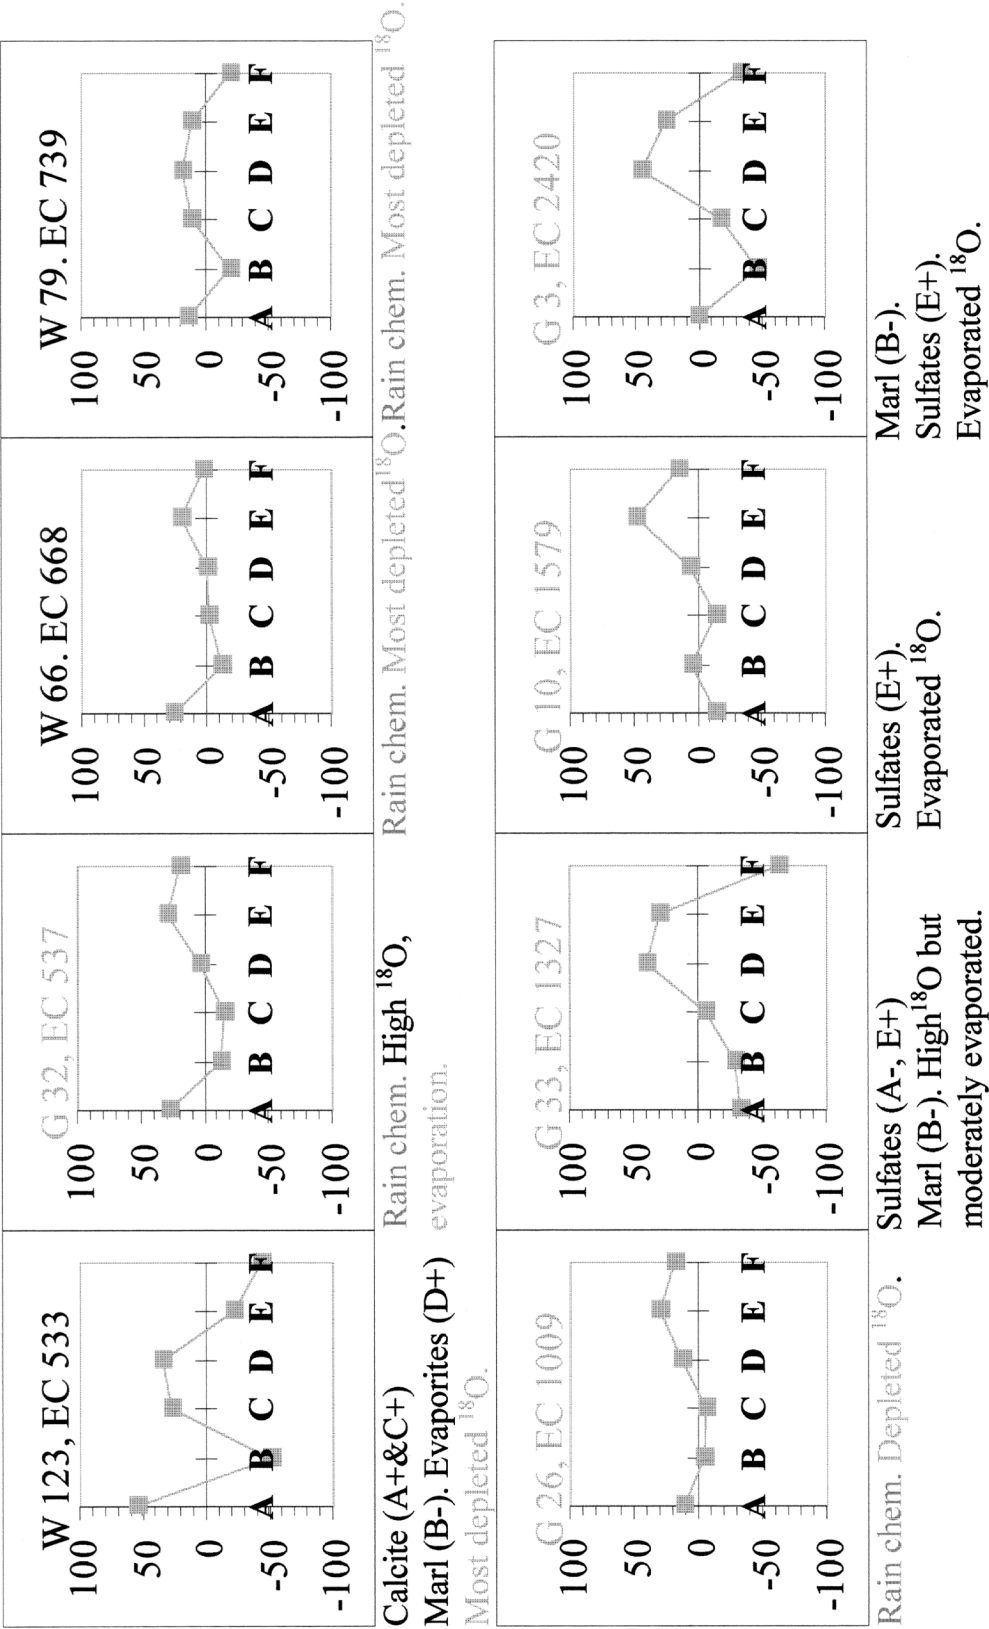 W 123, EC 533
100
50
0
-50
-100
A B C D E F
Calcite (A+&C+)
Marl (B-). Evaporites (D+)
Most depleted ¹⁸O.
G 32, EC 537
100
50
0
-50
-100
A B C D E F
Rain chem. High ¹⁸O,
evaporation.
W 66. EC 668
100
50
0
-50
-100
A B C D E F
Rain chem. Most depleted ¹⁸O.
W 79. EC 739
100
50
0
-50
-100
A B C D E F
Rain chem. Most depleted ¹⁸O.
G 26, EC 1009
100
50
0
-50
-100
A B C D E F
Rain chem. Depleted ¹⁸O.
G 33, EC 1327
100
50
0
-50
-100
A B C D E F
Sulfates (A-, E+)
Marl (B-). High¹⁸O but
moderately evaporated.
G 10, EC 1579
100
50
0
-50
-100
A B C D E F
Sulfates (E+).
Evaporated ¹⁸O.
G 3, EC 2420
100
50
0
-50
-100
A B C D E F
Marl (B-).
Sulfates (E+).
Evaporated ¹⁸O.